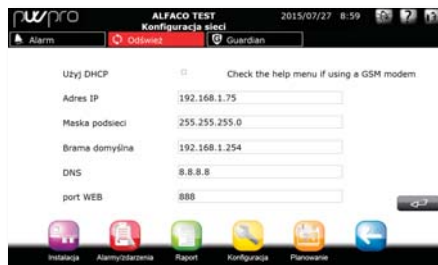 pwpro ALFACO TEST 2015/07/27 8:59
Konfiguracja sieci
Alarm Odśwież Guardian
Użyj DHCP Check the help menu if using a GSM modem
Adres IP 192.168.1.75
Maska podsieci 255.255.255.0
Brama domyślna 192.168.1.254
DNS 8.8.8.8
port WEB 888
Instalacja Alarmy/zdarzenia Raport Konfiguracja Planowanie